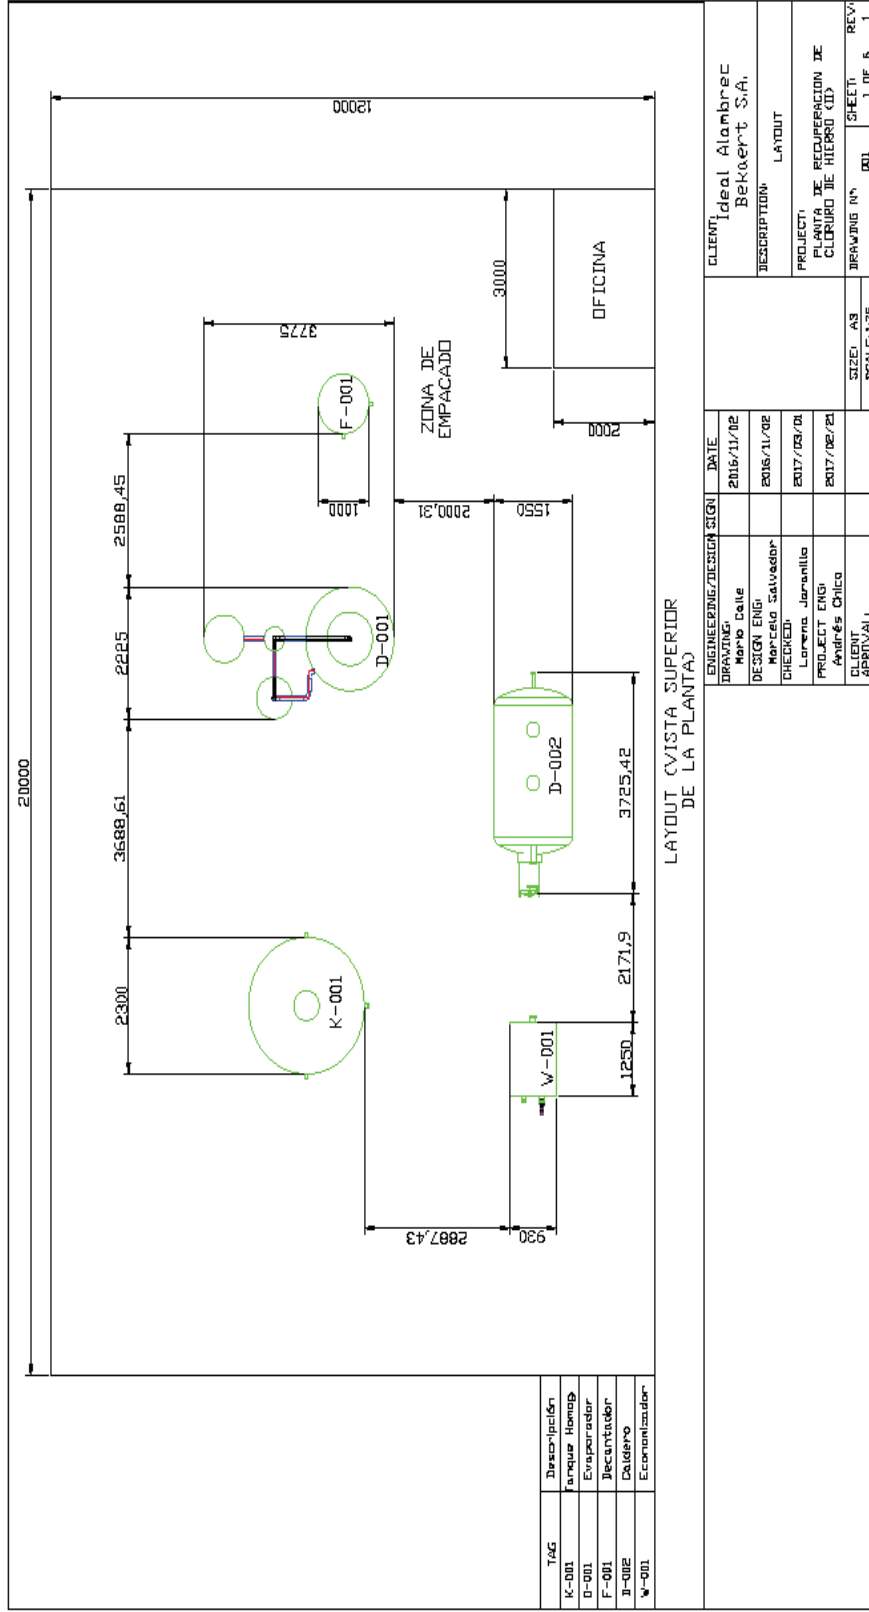 20000
12000
2300
3688,61
2225
2588,45
3775
1000
2000,31
1550
3000
2000
2887,43
930
1250
2171,9
3725,42
K-001
D-001
F-001
D-002
W-001
ZONA DE
EMPACADO
OFICINA
LAYOUT (VISTA SUPERIOR
DE LA PLANTA)
TAG Descripción
K-001 Tanque Homog.
D-001 Evaporador
F-001 Decantador
D-002 Caldero
W-001 Economizador
ENGINEERING/DESIGN SIGN DATE
DRAWING:
Mario Calle 2016/11/02
DESIGN ENG:
Marcelo Salvador 2016/11/02
CHECKED:
Lorena Jaramillo 2017/03/01
PROJECT ENG:
Andrés Chico 2017/02/21
CLIENT
APPROVAL:
CLIENT:
Ideal Alambrec
Bekaert S.A.
DESCRIPTION:
LAYOUT
PROJECT:
PLANTA DE RECUPERACION DE
CLORURO DE HIERRO (II)
SIZE: A3
DRAWING Nº: 001
SHEET:
REV:
1